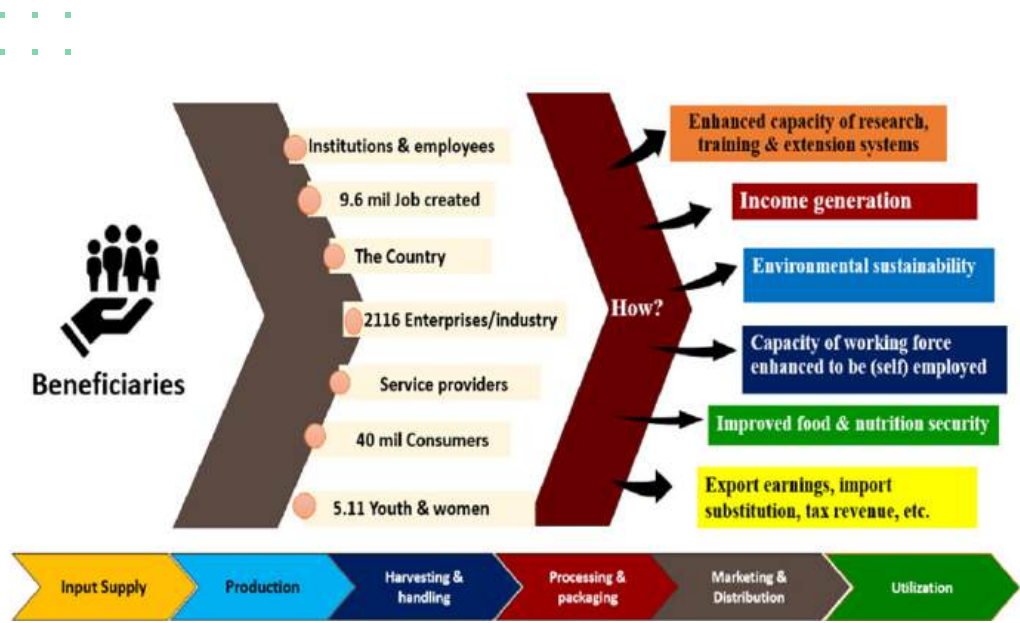 Beneficiaries
Institutions & employees
9.6 mil Job created
The Country
2116 Enterprises/industry
Service providers
40 mil Consumers
5.11 Youth & women
How?
Enhanced capacity of research,
training & extension systems
Income generation
Environmental sustainability
Capacity of working force
enhanced to be (self) employed
Improved food & nutrition security
Export earnings, import
substitution, tax revenue, etc.
Input Supply
Production
Harvesting &
handling
Processing &
packaging
Marketing &
Distribution
Utilization